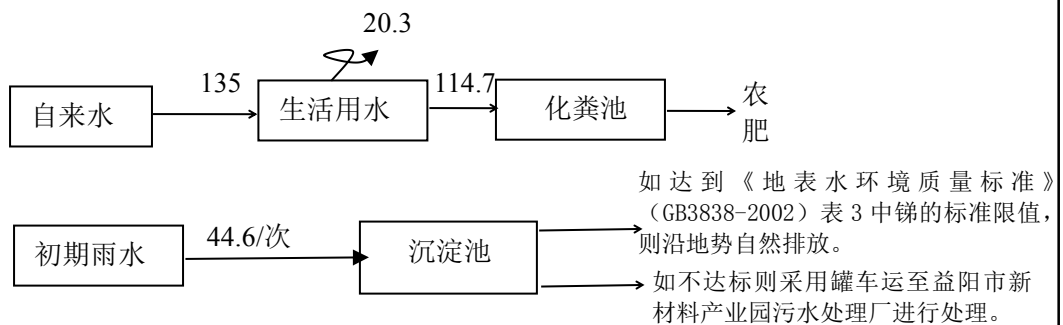 20.3
135
114.7
自来水
生活用水
化粪池
农
肥
初期雨水
44.6/次
沉淀池
如达到《地表水环境质量标准》
（GB3838-2002）表 3 中锑的标准限值，
则沿地势自然排放。
如不达标则采用罐车运至益阳市新
材料产业园污水处理厂进行处理。